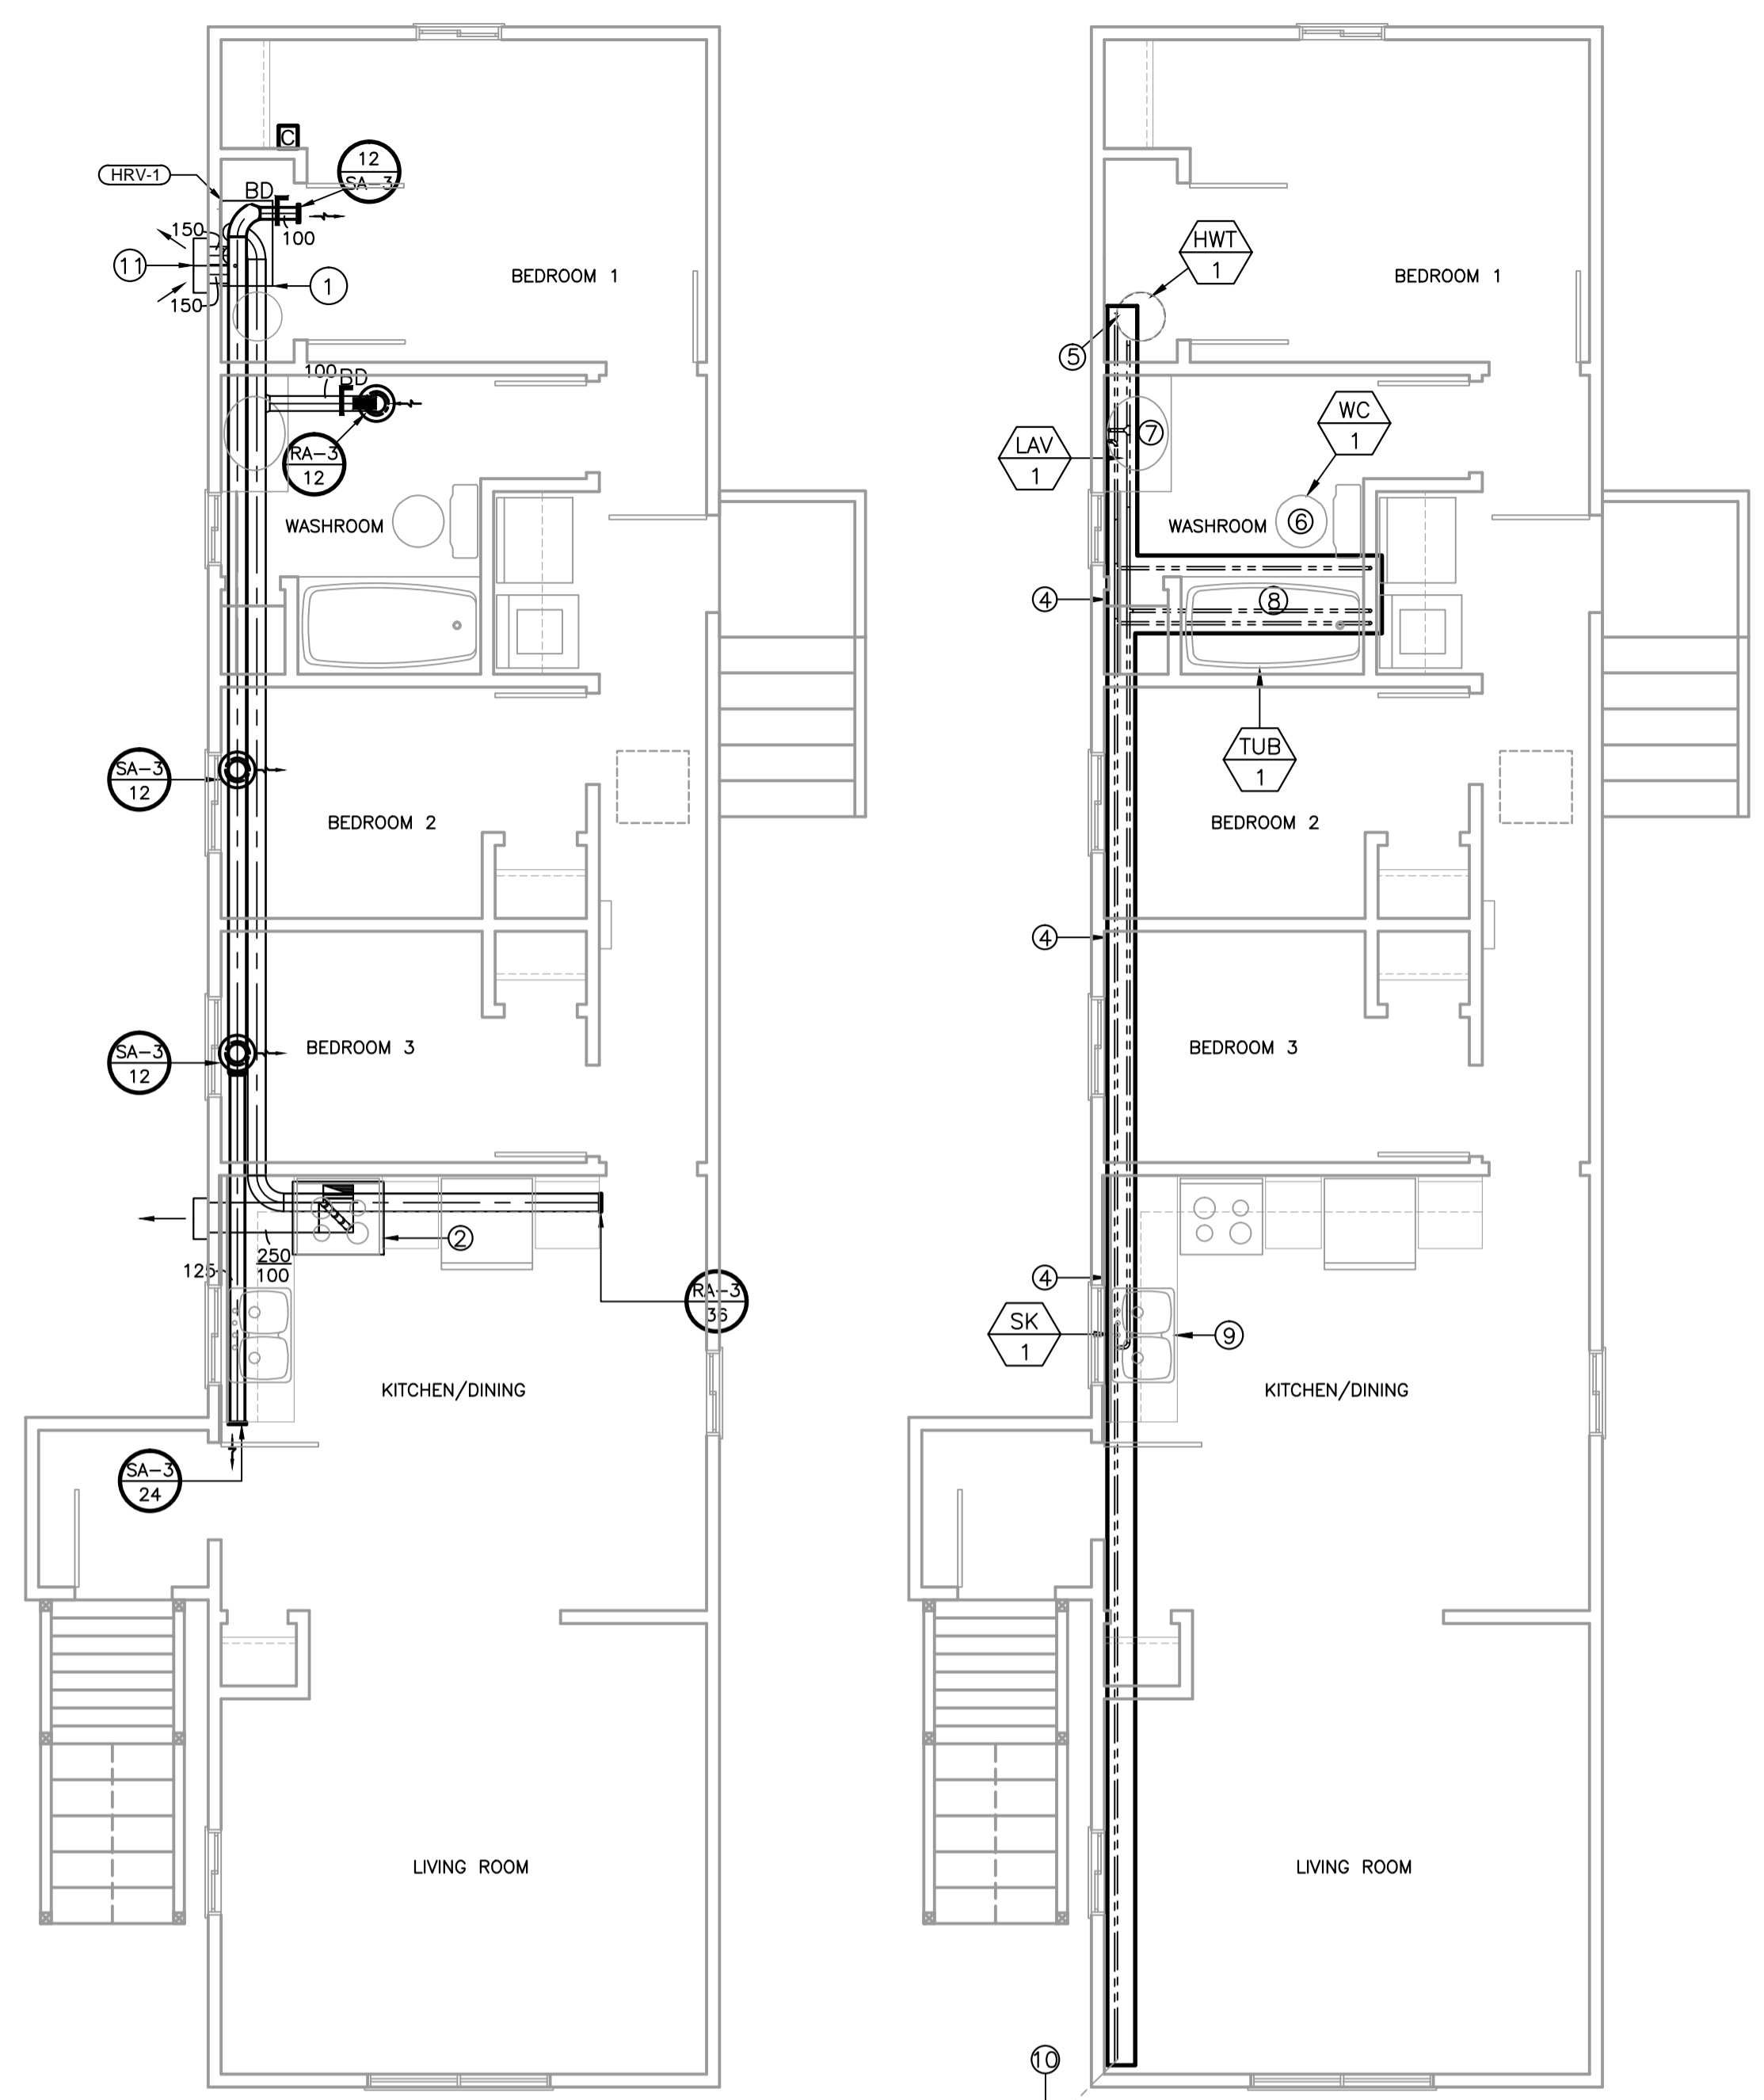 C
12
SA-3
HRV-1
BD
150
100
11
1
150
BEDROOM 1
100
BD
RA-3
12
WASHROOM
SA-3
12
BEDROOM 2
SA-3
12
BEDROOM 3
2
250
100
125
RA-3
36
KITCHEN/DINING
SA-3
24
LIVING ROOM
HWT
1
BEDROOM 1
5
WC
1
LAV
1
7
WASHROOM
6
4
8
TUB
1
BEDROOM 2
4
BEDROOM 3
4
SK
1
9
KITCHEN/DINING
LIVING ROOM
10